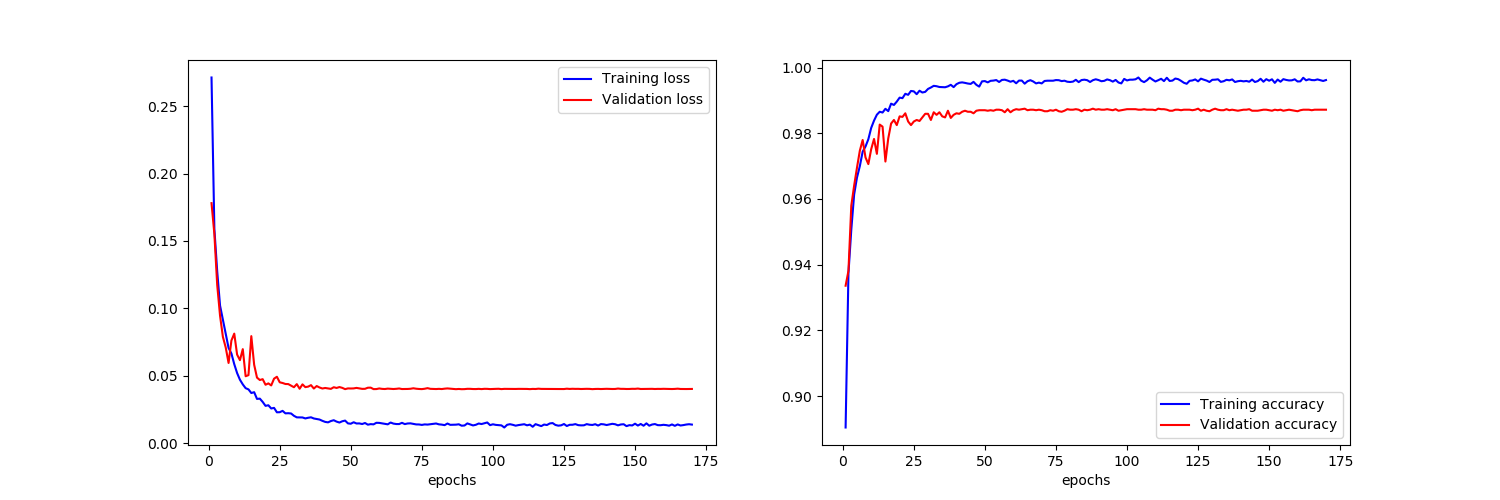 Training loss
Validation loss
0.25
0.20
0.15
0.10
0.05
0.00
0 25 50 75 100 125 150 175
epochs
1.00
0.98
0.96
0.94
0.92
0.90
Training accuracy
Validation accuracy
0 25 50 75 100 125 150 175
epochs